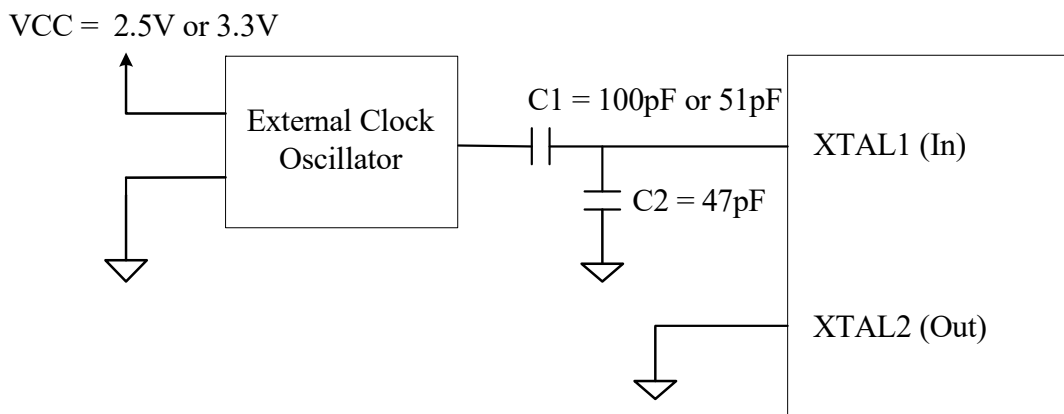 VCC =  2.5V or 3.3V
External Clock
Oscillator
C1 = 100pF or 51pF
C2 = 47pF
XTAL1 (In)
XTAL2 (Out)